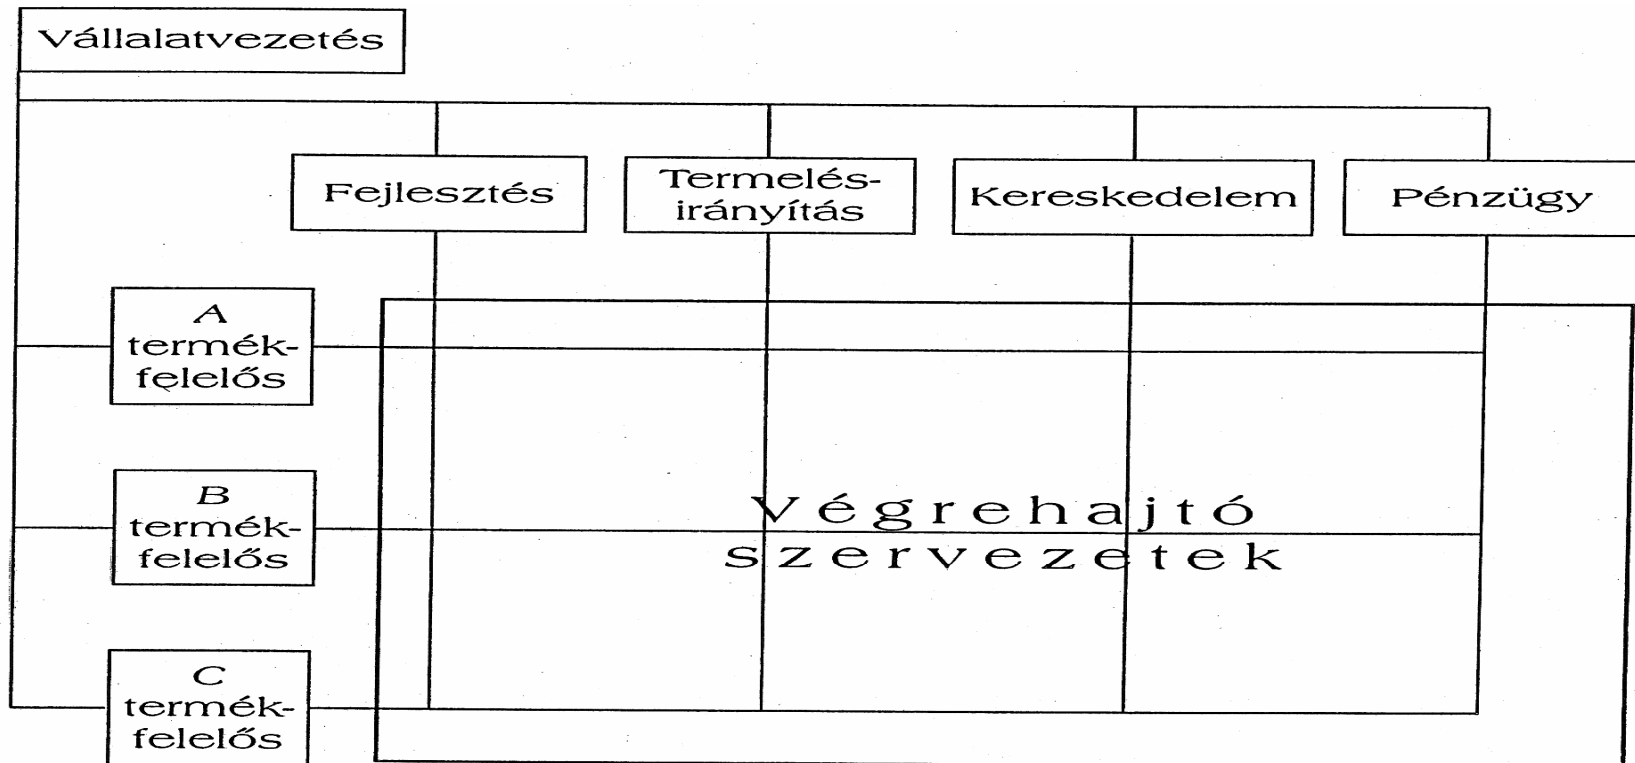 Vállalatvezetés
Fejlesztés
Termelés-
irányítás
Kereskedelem
Pénzügy
A
termék-
felelős
B
termék-
felelős
Végrehajtó
szervezetek
C
termék-
felelős